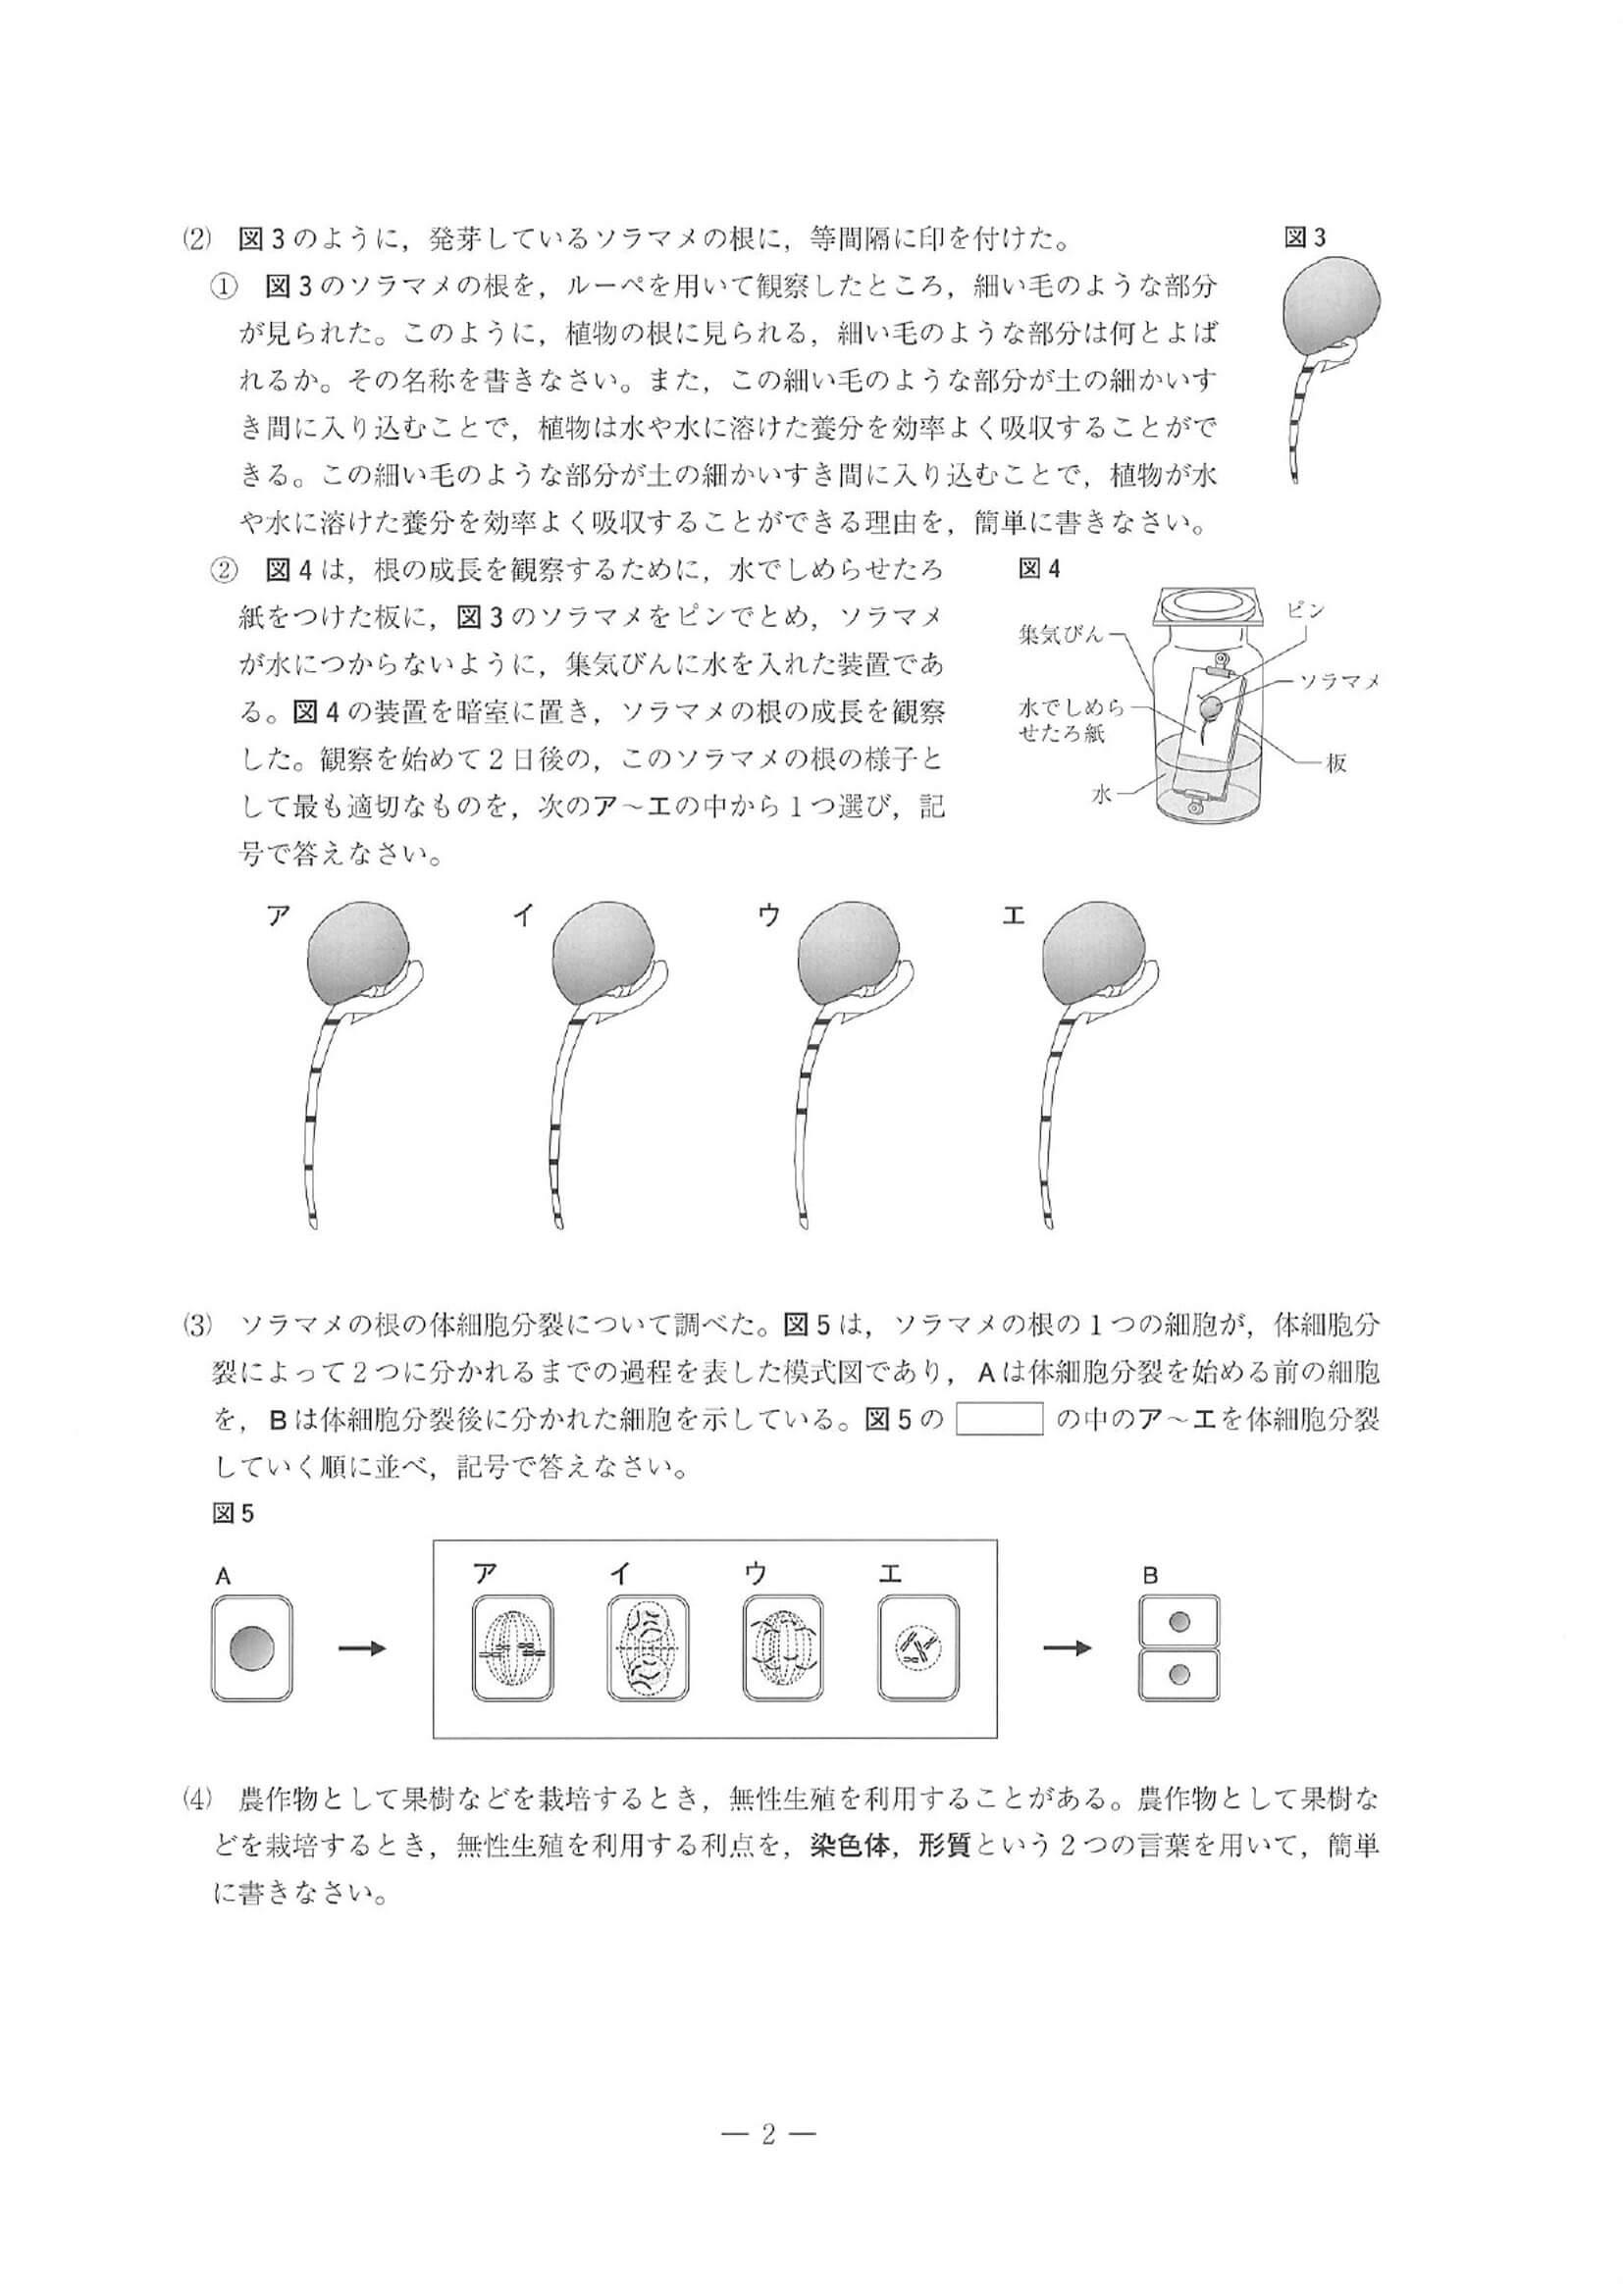 ⑵　図3のように，発芽しているソラマメの根に，等間隔に印を付けた。
図3
①　図3のソラマメの根を，ルーペを用いて観察したところ，細い毛のような部分
が見られた。このように，植物の根に見られる，細い毛のような部分は何とよば
れるか。その名称を書きなさい。また，この細い毛のような部分が土の細かいす
き間に入り込むことで，植物は水や水に溶けた養分を効率よく吸収することがで
きる。この細い毛のような部分が土の細かいすき間に入り込むことで，植物が水
や水に溶けた養分を効率よく吸収することができる理由を，簡単に書きなさい。
②　図4は，根の成長を観察するために，水でしめらせたろ
紙をつけた板に，図3のソラマメをピンでとめ，ソラマメ
が水につからないように，集気びんに水を入れた装置であ
る。図4の装置を暗室に置き，ソラマメの根の成長を観察
した。観察を始めて2日後の，このソラマメの根の様子と
して最も適切なものを，次のア～エの中から1つ選び，記
号で答えなさい。
図4
ピン
集気びん
ソラマメ
水でしめら
せたろ紙
板
水
ア　イ　ウ　エ
⑶　ソラマメの根の体細胞分裂について調べた。図5は，ソラマメの根の1つの細胞が，体細胞分
裂によって2つに分かれるまでの過程を表した模式図であり，Aは体細胞分裂を始める前の細胞
を，Bは体細胞分裂後に分かれた細胞を示している。図5の　　　の中のア～エを体細胞分裂
していく順に並べ，記号で答えなさい。
図5
A　ア　イ　ウ　エ　B
⑷　農作物として果樹などを栽培するとき，無性生殖を利用することがある。農作物として果樹な
どを栽培するとき，無性生殖を利用する利点を，染色体，形質という2つの言葉を用いて，簡単
に書きなさい。
― 2 ―